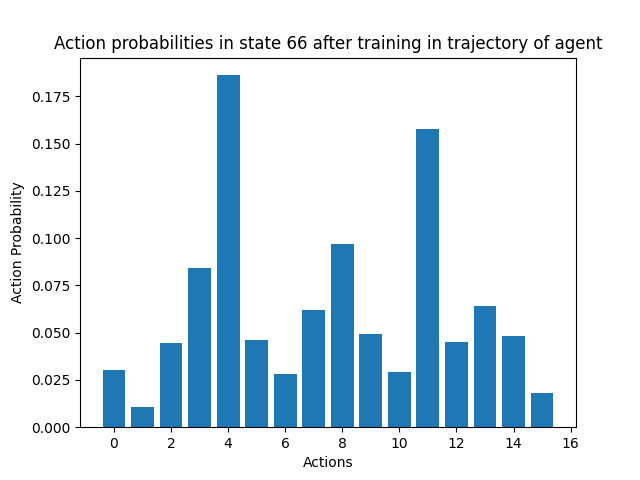 Action probabilities in state 66 after training in trajectory of agent
0.175
0.150
0.125
0.100
0.075
0.050
0.025
0.000
Action Probability
0 2 4 6 8 10 12 14 16
Actions